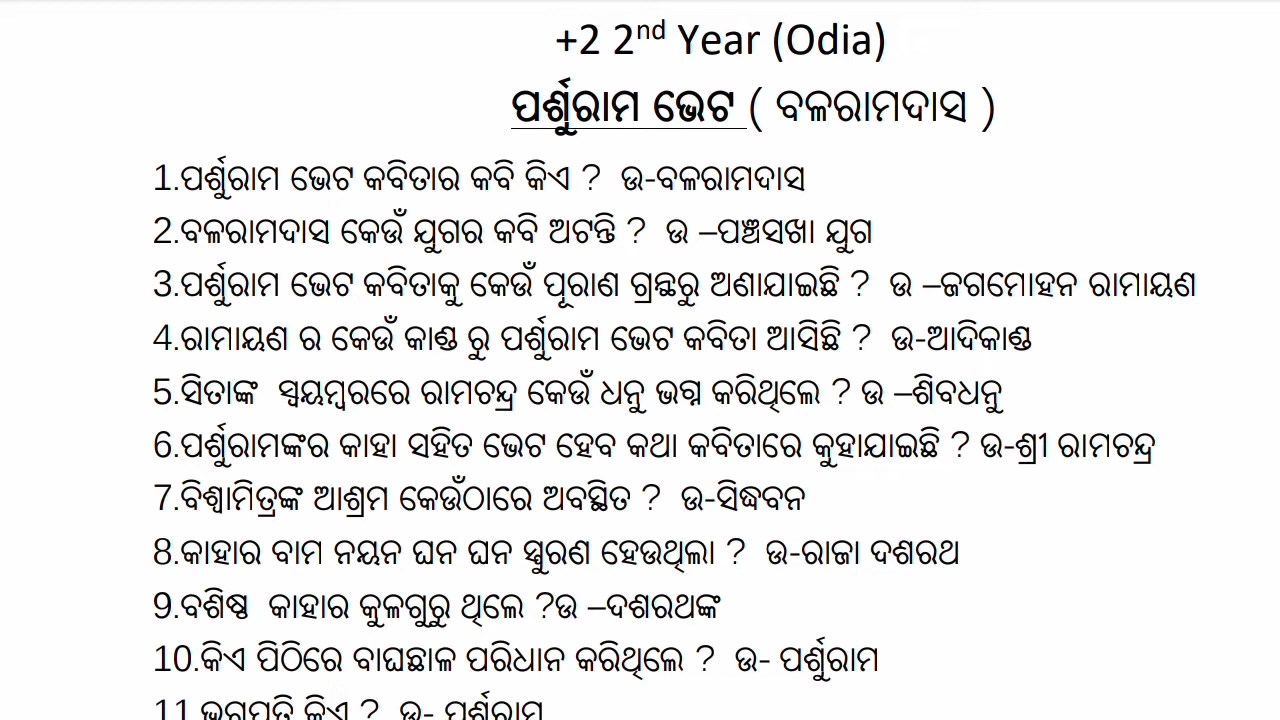 +2 2nd Year (Odia)
ପର୍ଶୁରାମ ଭେଟ ( ବଳରାମଦାସ )
1.ପର୍ଶୁରାମ ଭେଟ କବିତାର କବି କିଏ ? ଉ-ବଳରାମଦାସ
2.ବଳରାମଦାସ କେଉଁ ଯୁଗର କବି ଅଟନ୍ତି ? ଉ –ପଞ୍ଚସଖା ଯୁଗ
3.ପର୍ଶୁରାମ ଭେଟ କବିତାକୁ କେଉଁ ପୂରାଣ ଗ୍ରନ୍ଥରୁ ଅଣାଯାଇଛି ? ଉ –ଜଗମୋହନ ରାମାୟଣ
4.ରାମାୟଣ ର କେଉଁ କାଣ୍ଡ ରୁ ପର୍ଶୁରାମ ଭେଟ କବିତା ଆସିଛି ? ଉ-ଆଦିକାଣ୍ଡ
5.ସିତାଙ୍କ ସ୍ୱୟମ୍ବରରେ ରାମଚନ୍ଦ୍ର କେଉଁ ଧନୁ ଭଗ୍ନ କରିଥିଲେ ? ଉ –ଶିବଧନୁ
6.ପର୍ଶୁରାମଙ୍କର କାହା ସହିତ ଭେଟ ହେବ କଥା କବିତାରେ କୁହାଯାଇଛି ? ଉ-ଶ୍ରୀ ରାମଚନ୍ଦ୍ର
7.ବିଶ୍ୱାମିତ୍ରଙ୍କ ଆଶ୍ରମ କେଉଁଠାରେ ଅବସ୍ଥିତ ? ଉ-ସିଦ୍ଧବନ
8.କାହାର ବାମ ନୟନ ଘନ ଘନ ସ୍ଫୁରଣ ହେଉଥିଲା ? ଉ-ରାଜା ଦଶରଥ
9.ବଶିଷ୍ଠ କାହାର କୁଳଗୁରୁ ଥିଲେ ?ଉ –ଦଶରଥଙ୍କ
10.କିଏ ପିଠିରେ ବାଘଛାଳ ପରିଧାନ କରିଥିଲେ ? ଉ- ପର୍ଶୁରାମ
11.ଭୃଗୁପତି କିଏ ? ଉ- ପର୍ଶୁରାମ